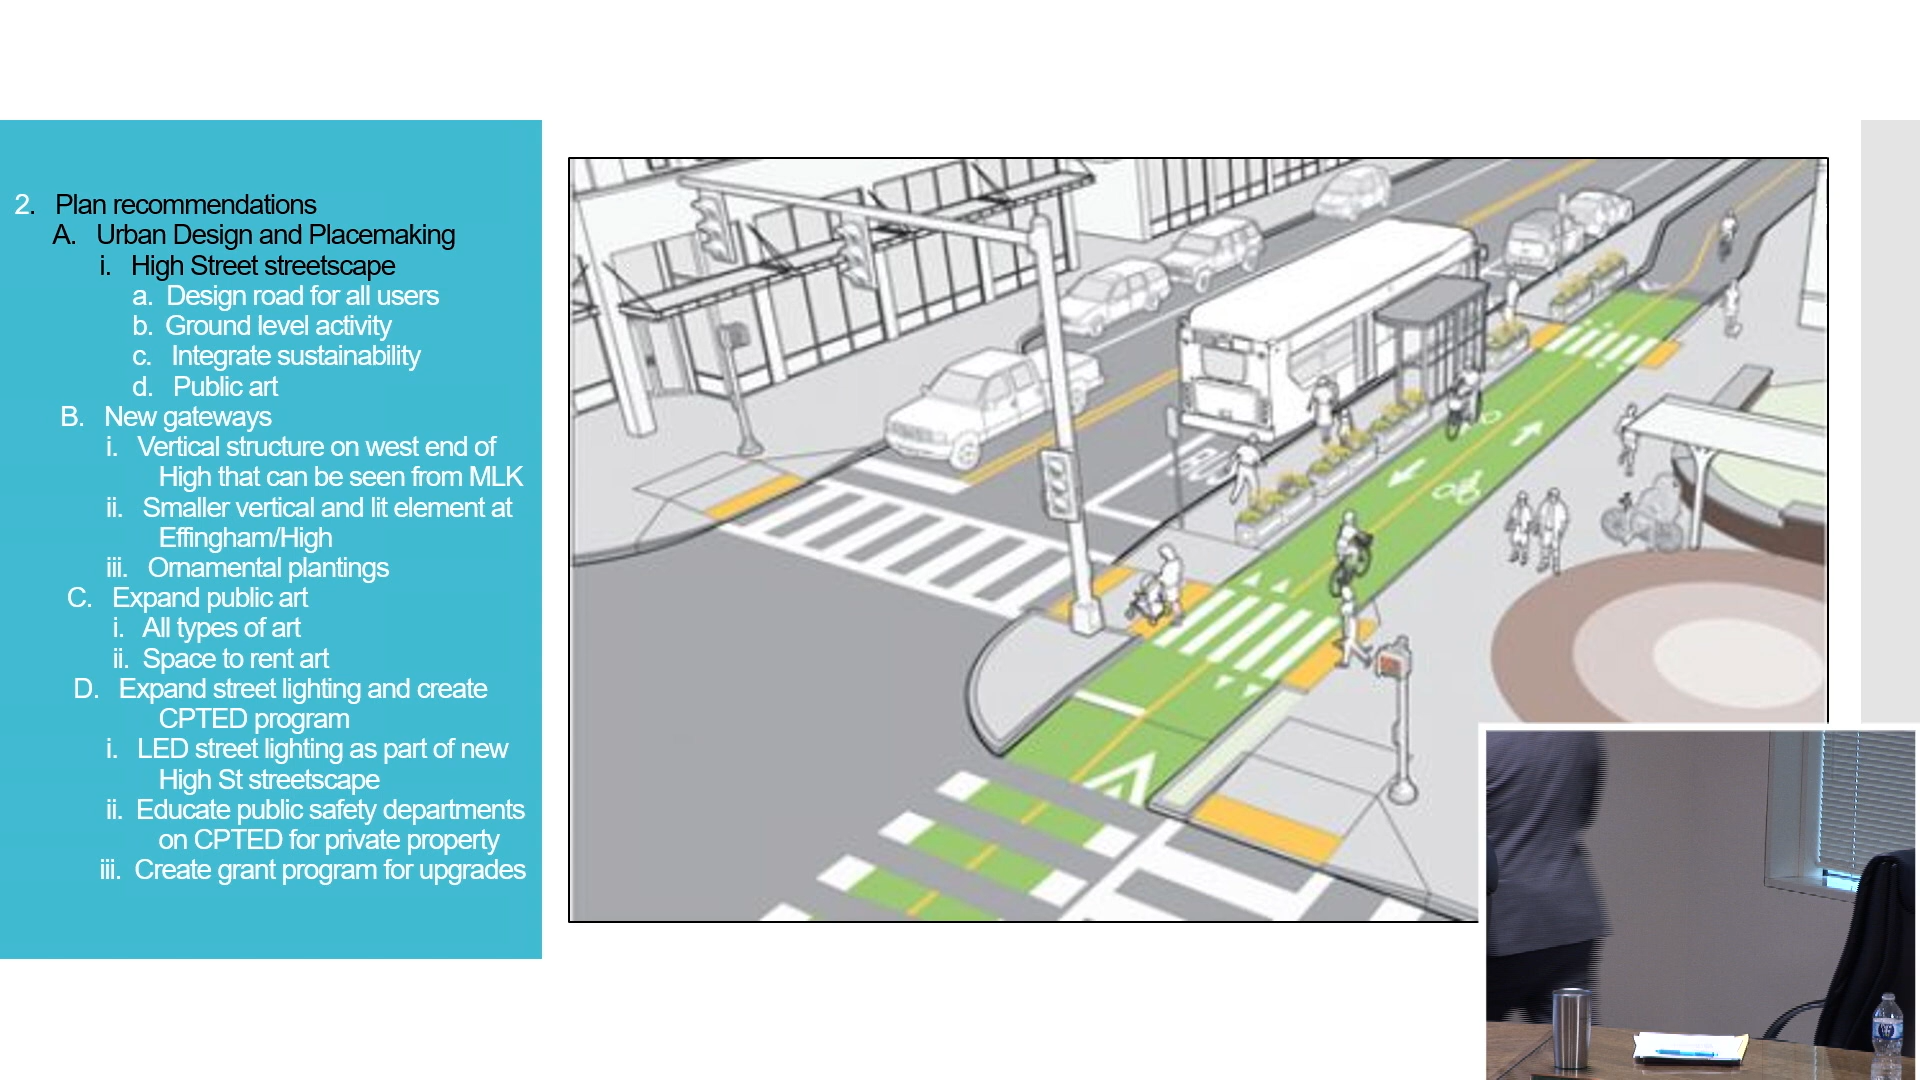 2. Plan recommendations
A. Urban Design and Placemaking
i. High Street streetscape
a. Design road for all users
b. Ground level activity
c. Integrate sustainability
d. Public art
B. New gateways
i. Vertical structure on west end of
High that can be seen from MLK
ii. Smaller vertical and lit element at
Effingham/High
iii. Ornamental plantings
C. Expand public art
i. All types of art
ii. Space to rent art
D. Expand street lighting and create
CPTED program
i. LED street lighting as part of new
High St streetscape
ii. Educate public safety departments
on CPTED for private property
iii. Create grant program for upgrades